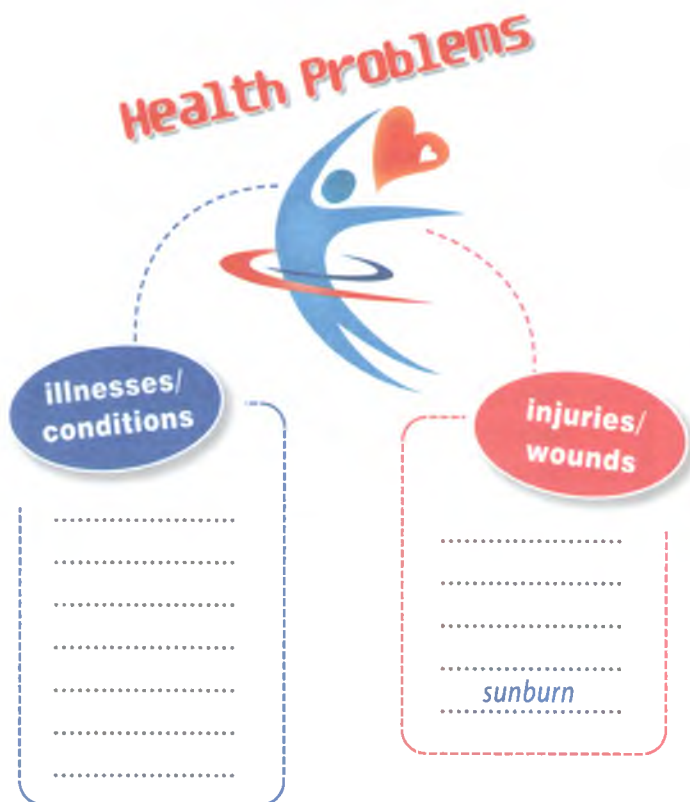 Health Problems
illnesses/
conditions
injuries/
wounds
sunburn